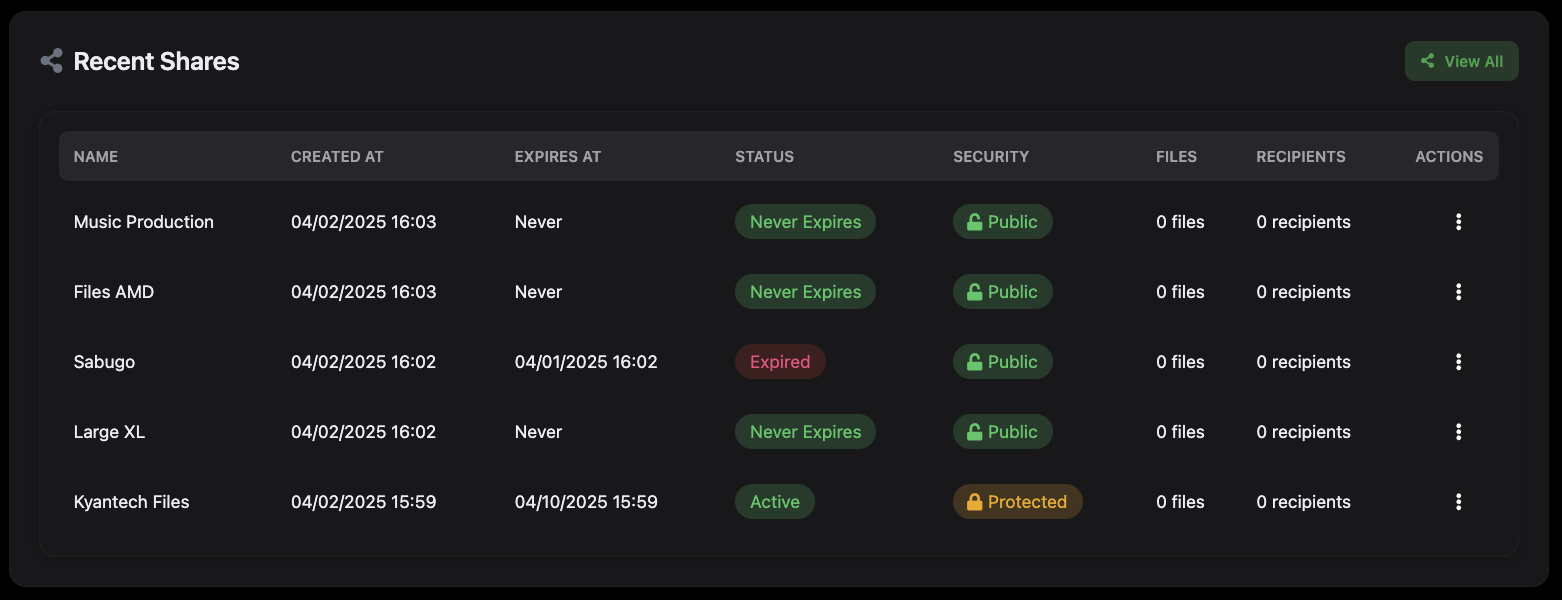 Recent Shares
View All
NAME CREATED AT EXPIRES AT STATUS SECURITY FILES RECIPIENTS ACTIONS
Music Production 04/02/2025 16:03 Never Never Expires Public 0 files 0 recipients
Files AMD 04/02/2025 16:03 Never Never Expires Public 0 files 0 recipients
Sabugo 04/02/2025 16:02 04/01/2025 16:02 Expired Public 0 files 0 recipients
Large XL 04/02/2025 16:02 Never Never Expires Public 0 files 0 recipients
Kyantech Files 04/02/2025 15:59 04/10/2025 15:59 Active Protected 0 files 0 recipients